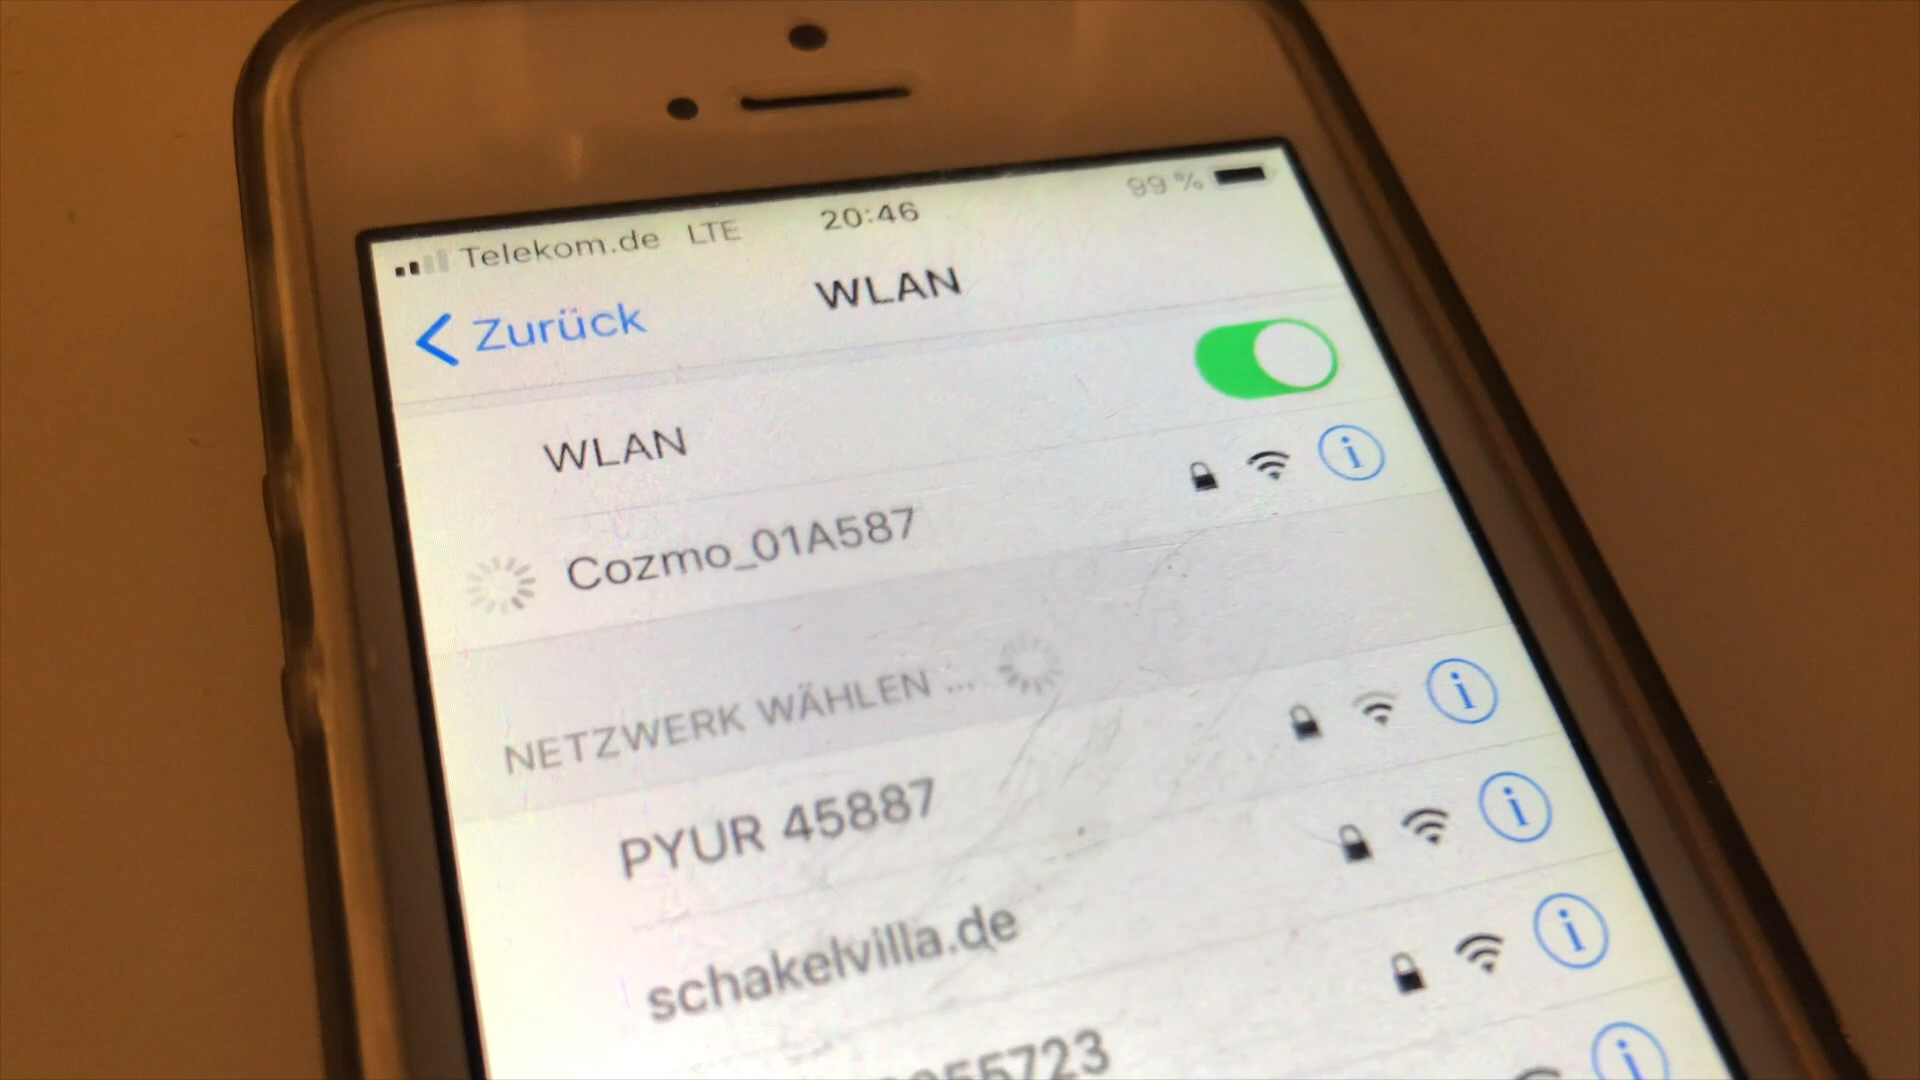 Telekom.de LTE 20:46 99 %
Zurück WLAN
WLAN
Cozmo_01A587
NETZWERK WÄHLEN ...
PYUR 45887
schakelvilla.de